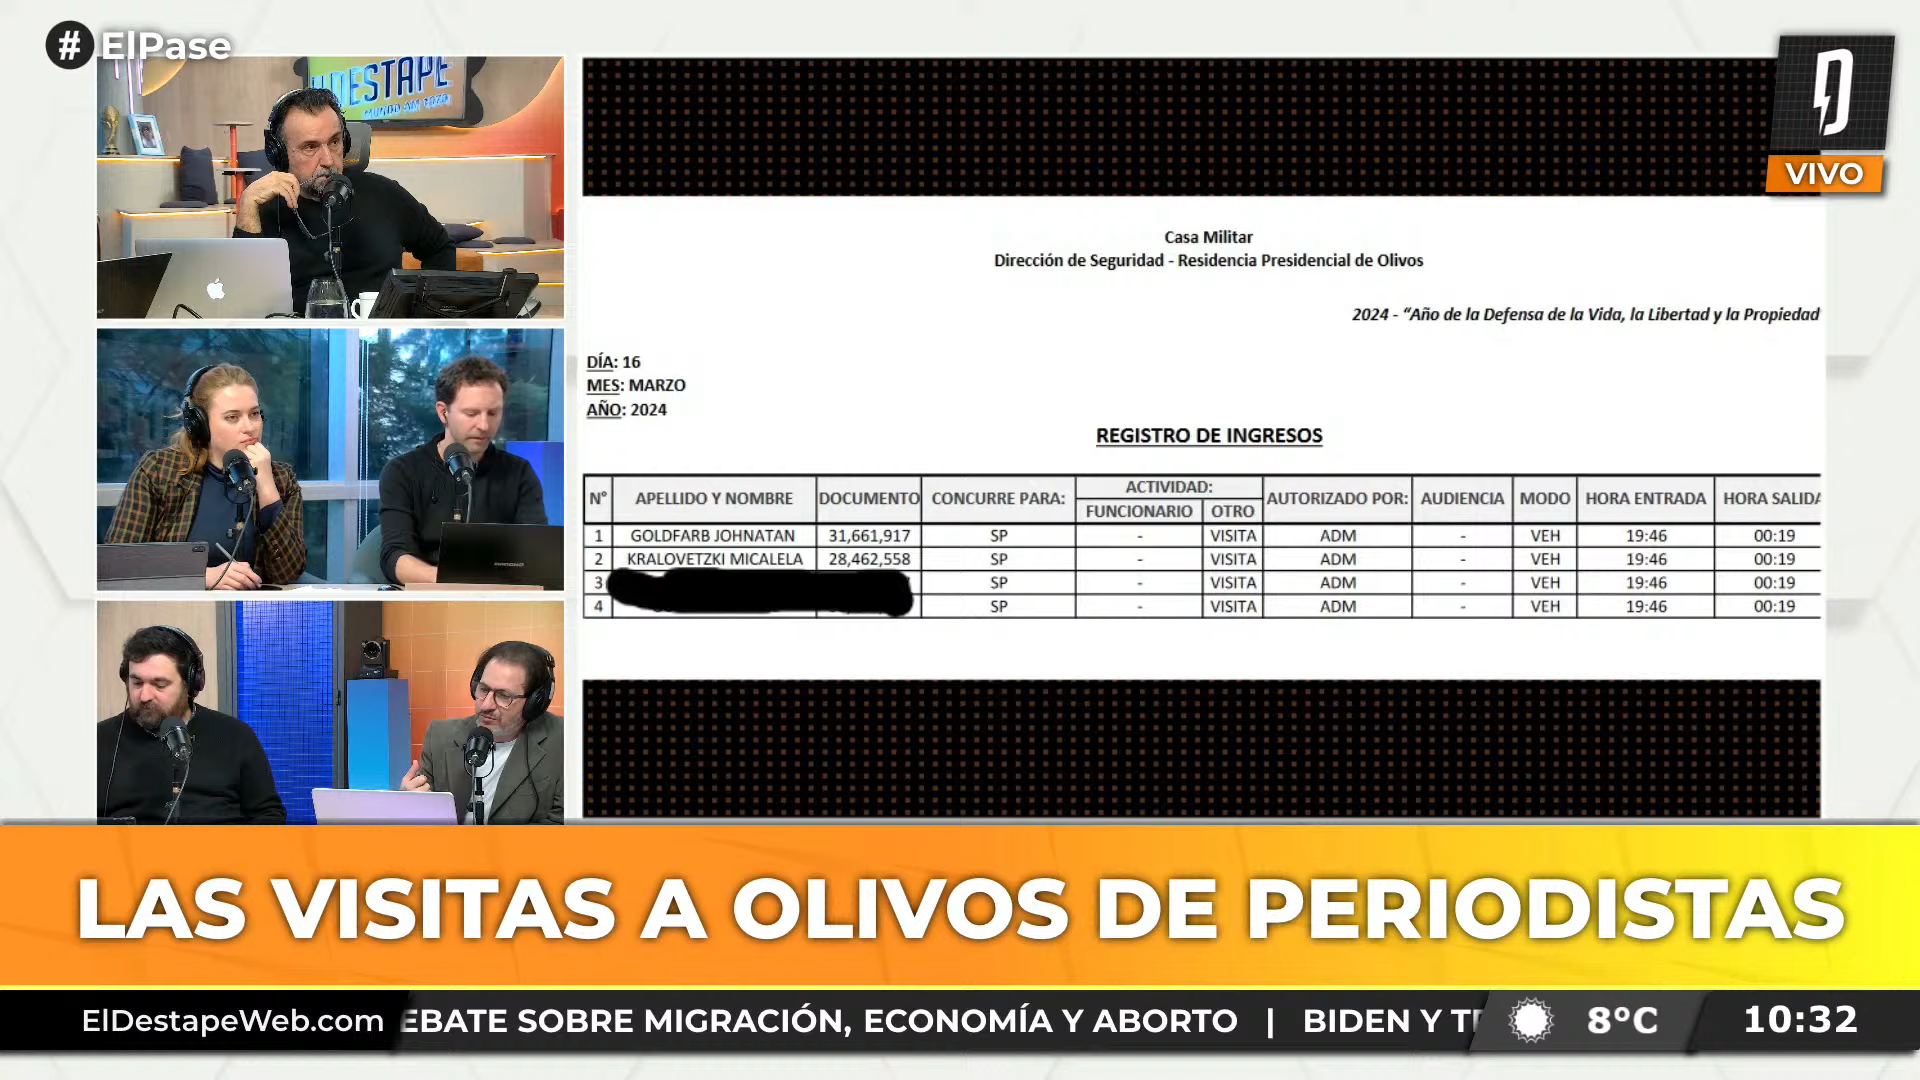 # ElPase
DESTAPE
MUNDO AM 1070
VIVO
Casa Militar
Dirección de Seguridad - Residencia Presidencial de Olivos
2024 - “Año de la Defensa de la Vida, la Libertad y la Propiedad
DÍA: 16
MES: MARZO
AÑO: 2024
REGISTRO DE INGRESOS
N° APELLIDO Y NOMBRE DOCUMENTO CONCURRE PARA: ACTIVIDAD: FUNCIONARIO OTRO AUTORIZADO POR: AUDIENCIA MODO HORA ENTRADA HORA SALIDA
1 GOLDFARB JOHNATAN 31,661,917 SP - VISITA ADM - VEH 19:46 00:19
2 KRALOVETZKI MICALELA 28,462,558 SP - VISITA ADM - VEH 19:46 00:19
3 SP - VISITA ADM - VEH 19:46 00:19
4 SP - VISITA ADM - VEH 19:46 00:19
LAS VISITAS A OLIVOS DE PERIODISTAS
ElDestapeWeb.com EBATE SOBRE MIGRACIÓN, ECONOMÍA Y ABORTO | BIDEN Y T 8°C 10:32